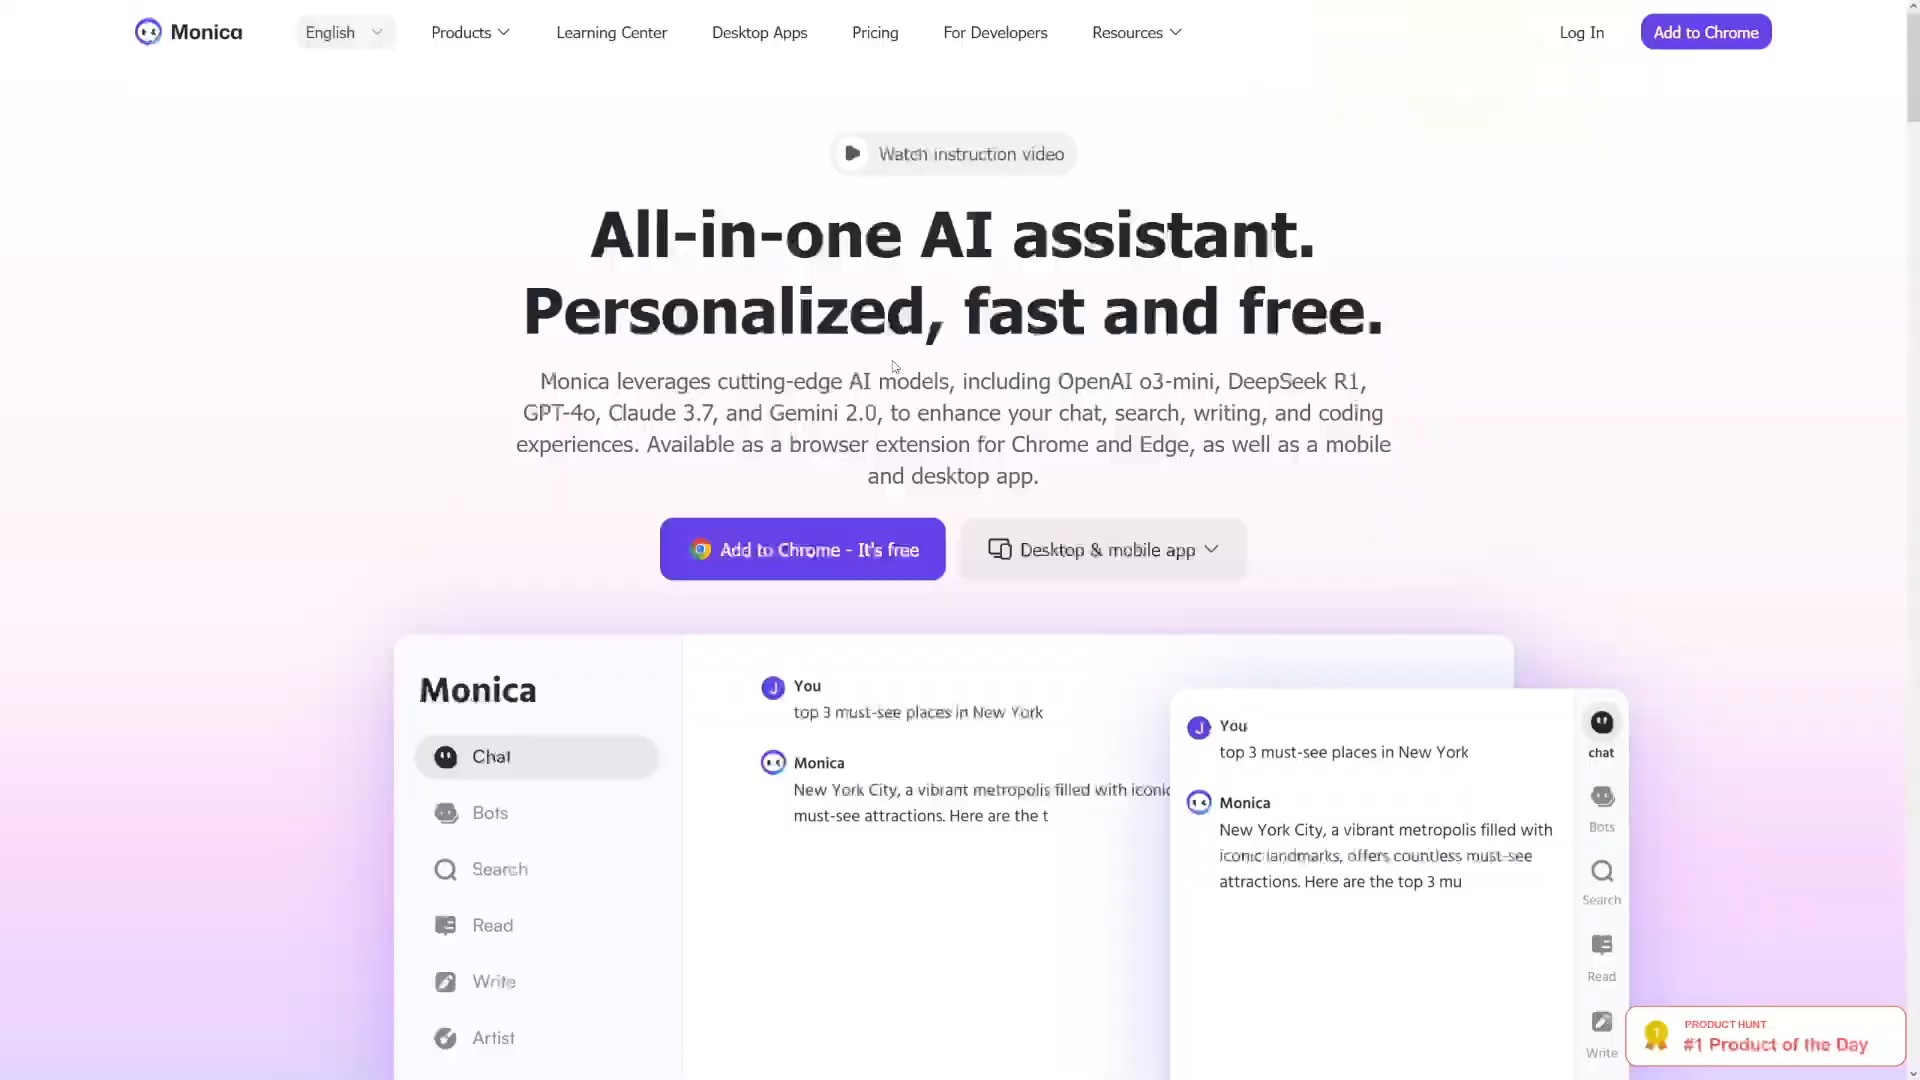 Monica
English
Products
Learning Center
Desktop Apps
Pricing
For Developers
Resources
Log In
Add to Chrome
Watch instruction video
All-in-one AI assistant.
Personalized, fast and free.
Monica leverages cutting-edge AI models, including OpenAI o3-mini, DeepSeek R1,
GPT-4o, Claude 3.7, and Gemini 2.0, to enhance your chat, search, writing, and coding
experiences. Available as a browser extension for Chrome and Edge, as well as a mobile
and desktop app.
Add to Chrome - It's free
Desktop & mobile app
Monica
Chat
Bots
Search
Read
Write
Artist
J
You
top 3 must-see places in New York
Monica
New York City, a vibrant metropolis filled with iconic
must-see attractions. Here are the t
J
You
top 3 must-see places in New York
Monica
New York City, a vibrant metropolis filled with
iconic landmarks, offers countless must-see
attractions. Here are the top 3 mu
chat
Bots
Search
Read
Write
1
PRODUCT HUNT
#1 Product of the Day